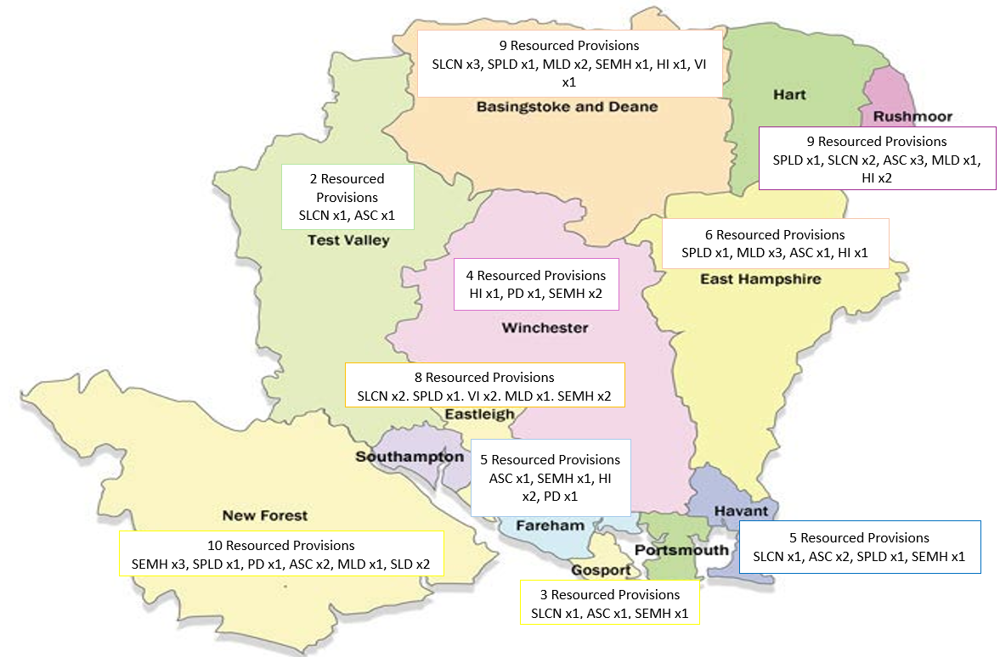 9 Resourced Provisions
SLCN x3, SPLD x1, MLD x2, SEMH x1, HI x1, VI
x1
Basingstoke and Deane
Hart
Rushmoor
9 Resourced Provisions
SPLD x1, SLCN x2, ASC x3, MLD x1,
HI x2
2 Resourced
Provisions
SLCN x1, ASC x1
Test Valley
6 Resourced Provisions
SPLD x1, MLD x3, ASC x1, HI x1
East Hampshire
4 Resourced Provisions
HI x1, PD x1, SEMH x2
Winchester
8 Resourced Provisions
SLCN x2. SPLD x1. VI x2. MLD x1. SEMH x2
Eastleigh
Southampton
5 Resourced Provisions
ASC x1, SEMH x1, HI
x2, PD x1
Fareham
Havant
New Forest
10 Resourced Provisions
SEMH x3, SPLD x1, PD x1, ASC x2, MLD x1, SLD x2
5 Resourced Provisions
SLCN x1, ASC x2, SPLD x1, SEMH x1
Portsmouth
Gosport
3 Resourced Provisions
SLCN x1, ASC x1, SEMH x1